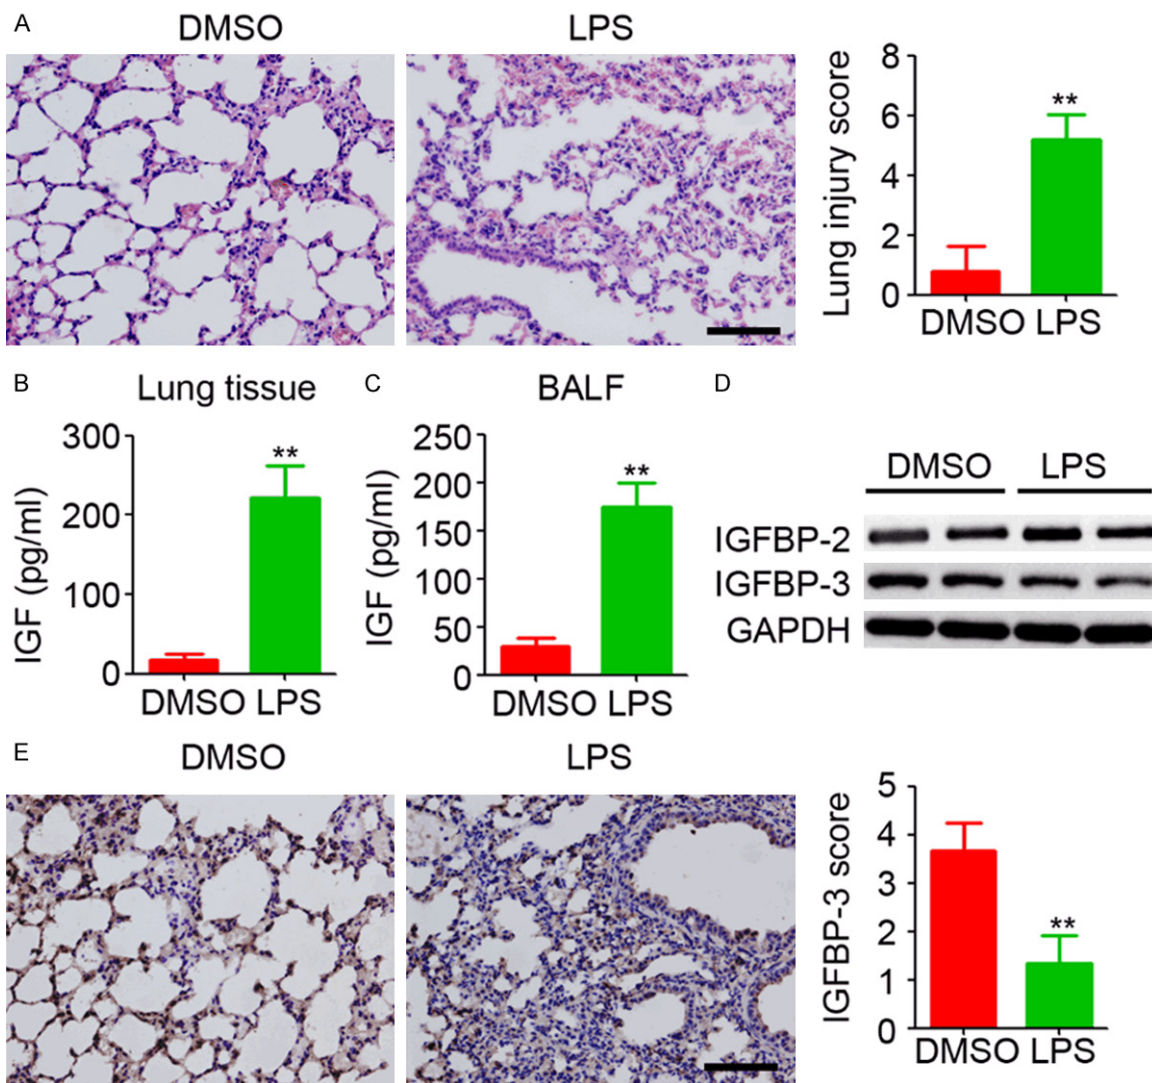 A
DMSO
LPS
Lung injury score
8
6
4
2
0
**
DMSO LPS
B
Lung tissue
IGF (pg/ml)
300
200
100
0
**
DMSO LPS
C
BALF
IGF (pg/ml)
250
200
150
100
50
0
**
DMSO LPS
D
DMSO LPS
IGFBP-2
IGFBP-3
GAPDH
E
DMSO
LPS
IGFBP-3 score
5
4
3
2
1
0
**
DMSO LPS